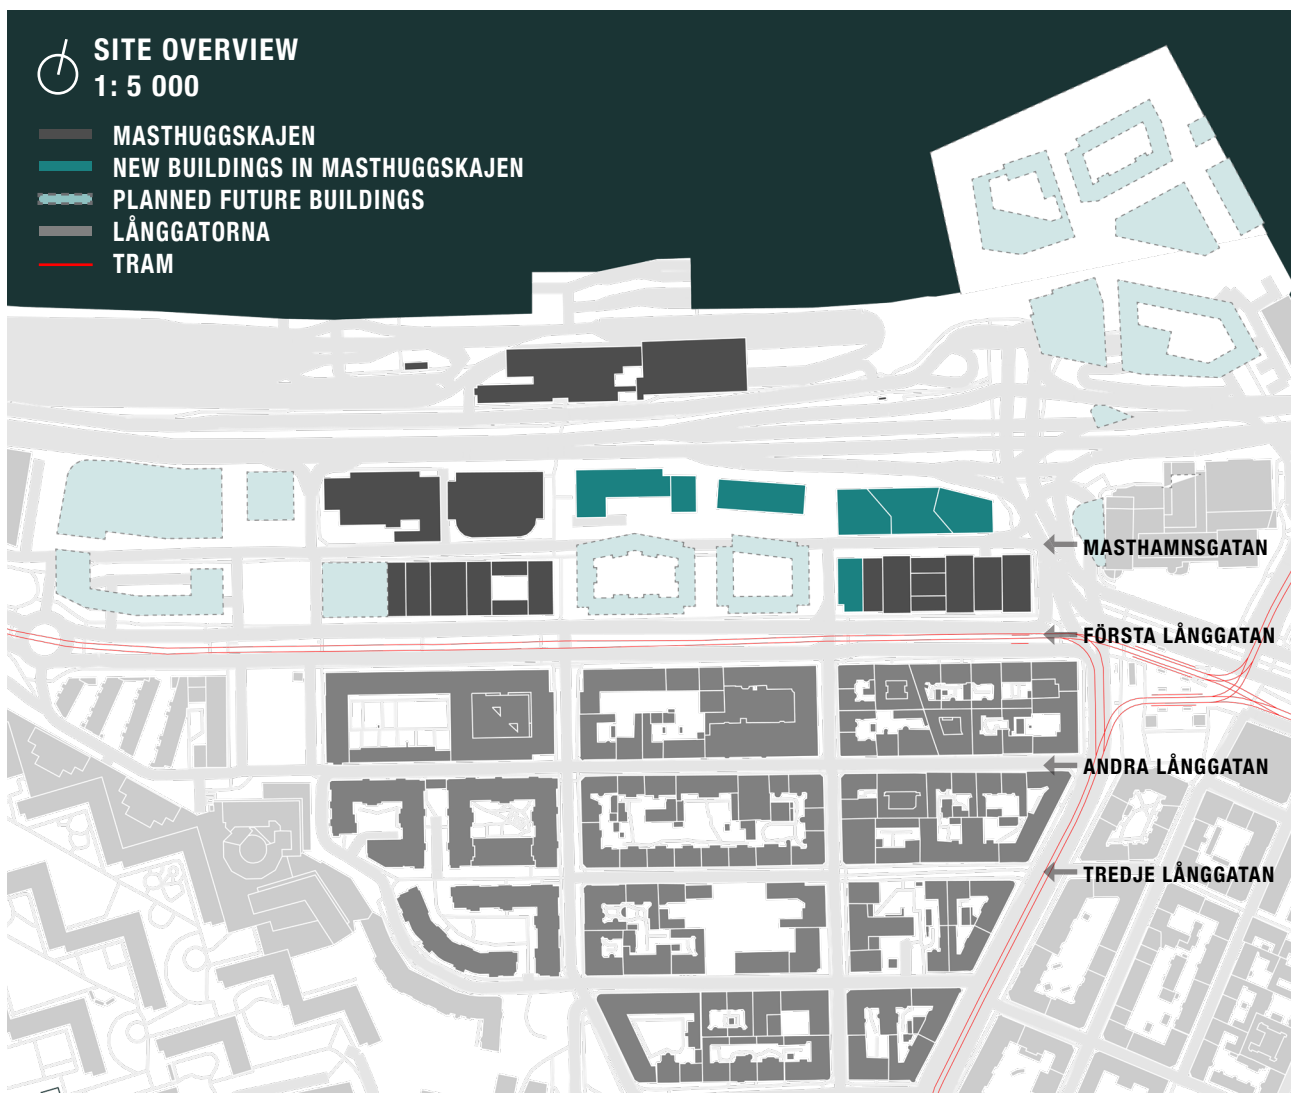 SITE OVERVIEW
1: 5 000
MASTHUGGSKAJEN
NEW BUILDINGS IN MASTHUGGSKAJEN
PLANNED FUTURE BUILDINGS
LÅNGGATORNA
TRAM
MASTHAMNSGATAN
FÖRSTA LÅNGGATAN
ANDRA LÅNGGATAN
TREDJE LÅNGGATAN